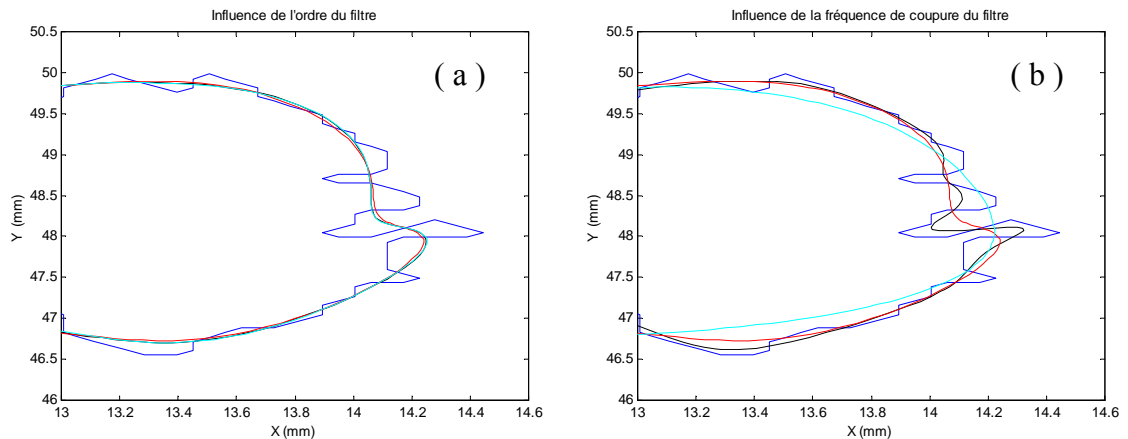 Influence de l'ordre du filtre
50.5
50
49.5
49
48.5
48
47.5
47
46.5
46
Y (mm)
( a )
13 13.2 13.4 13.6 13.8 14 14.2 14.4 14.6
X (mm)
Influence de la fréquence de coupure du filtre
50.5
50
49.5
49
48.5
48
47.5
47
46.5
46
Y (mm)
( b )
13 13.2 13.4 13.6 13.8 14 14.2 14.4 14.6
X (mm)